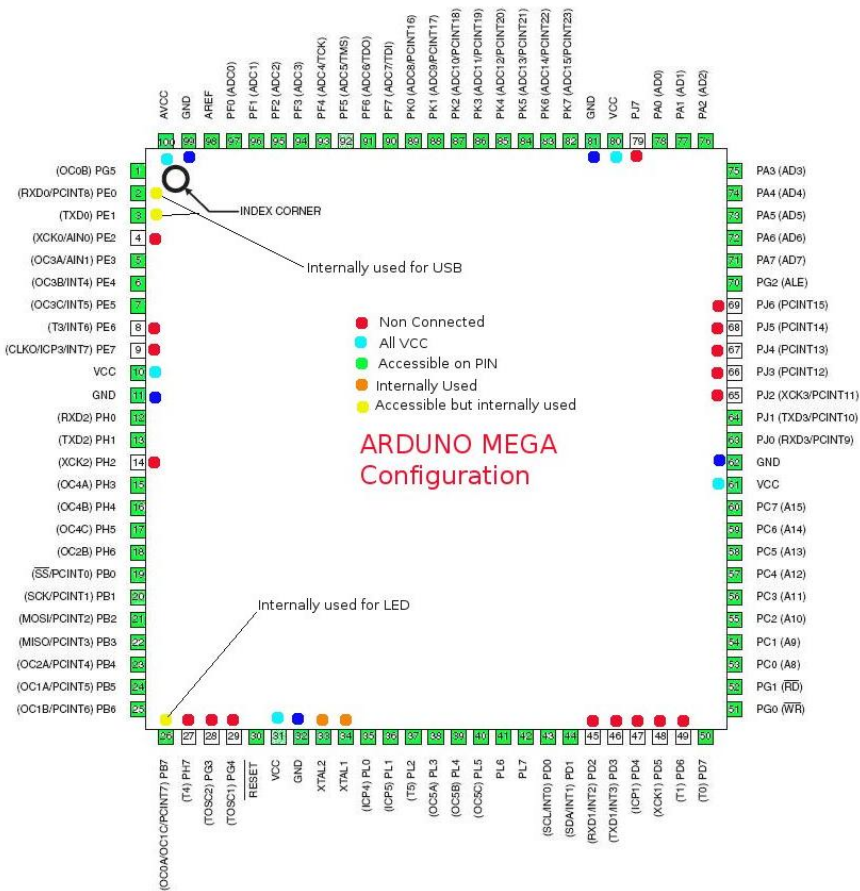 PK0 (ADC8/PCINT16)
PK1 (ADC9/PCINT17)
PK2 (ADC10/PCINT18)
PK3 (ADC11/PCINT19)
PK4 (ADC12/PCINT20)
PK5 (ADC13/PCINT21)
PK6 (ADC14/PCINT22)
PK7 (ADC15/PCINT23)
AVCC
GND
AREF
PF0 (ADC0)
PF1 (ADC1)
PF2 (ADC2)
PF3 (ADC3)
PF4 (ADC4/TCK)
PF5 (ADC5/TMS)
PF6 (ADC6/TDO)
PF7 (ADC7/TDI)
GND
VCC
PJ7
PA0 (AD0)
PA1 (AD1)
PA2 (AD2)
100 99 98 97 96 95 94 93 92 91 90 89 88 87 86 85 84 83 82 81 80 79 78 77 76
(OC0B) PG5 1
(RXD0/PCINT8) PE0 2
(TXD0) PE1 3
(XCK0/AIN0) PE2 4
(OC3A/AIN1) PE3 5
(OC3B/INT4) PE4 6
(OC3C/INT5) PE5 7
(T3/INT6) PE6 8
(CLKO/ICP3/INT7) PE7 9
VCC 10
GND 11
(RXD2) PH0 12
(TXD2) PH1 13
(XCK2) PH2 14
(OC4A) PH3 15
(OC4B) PH4 16
(OC4C) PH5 17
(OC2B) PH6 18
(SS/PCINT0) PB0 19
(SCK/PCINT1) PB1 20
(MOSI/PCINT2) PB2 21
(MISO/PCINT3) PB3 22
(OC2A/PCINT4) PB4 23
(OC1A/PCINT5) PB5 24
(OC1B/PCINT6) PB6 25
INDEX CORNER
Internally used for USB
Non Connected
All VCC
Accessible on PIN
Internally Used
Accessible but internally used
ARDUNO MEGA
Configuration
Internally used for LED
75 PA3 (AD3)
74 PA4 (AD4)
73 PA5 (AD5)
72 PA6 (AD6)
71 PA7 (AD7)
70 PG2 (ALE)
69 PJ6 (PCINT15)
68 PJ5 (PCINT14)
67 PJ4 (PCINT13)
66 PJ3 (PCINT12)
65 PJ2 (XCK3/PCINT11)
64 PJ1 (TXD3/PCINT10)
63 PJ0 (RXD3/PCINT9)
62 GND
61 VCC
60 PC7 (A15)
59 PC6 (A14)
58 PC5 (A13)
57 PC4 (A12)
56 PC3 (A11)
55 PC2 (A10)
54 PC1 (A9)
53 PC0 (A8)
52 PG1 (RD)
51 PG0 (WR)
26 27 28 29 30 31 32 33 34 35 36 37 38 39 40 41 42 43 44 45 46 47 48 49 50
(OC0A/OC1C/PCINT7) PB7
(T4) PH7
(TOSC2) PG3
(TOSC1) PG4
RESET
VCC
GND
XTAL2
XTAL1
(ICP4) PL0
(ICP5) PL1
(T5) PL2
(OC5A) PL3
(OC5B) PL4
(OC5C) PL5
PL6
PL7
(SCL/INT0) PD0
(SDA/INT1) PD1
(RXD1/INT2) PD2
(TXD1/INT3) PD3
(ICP1) PD4
(XCK1) PD5
(T1) PD6
(T0) PD7